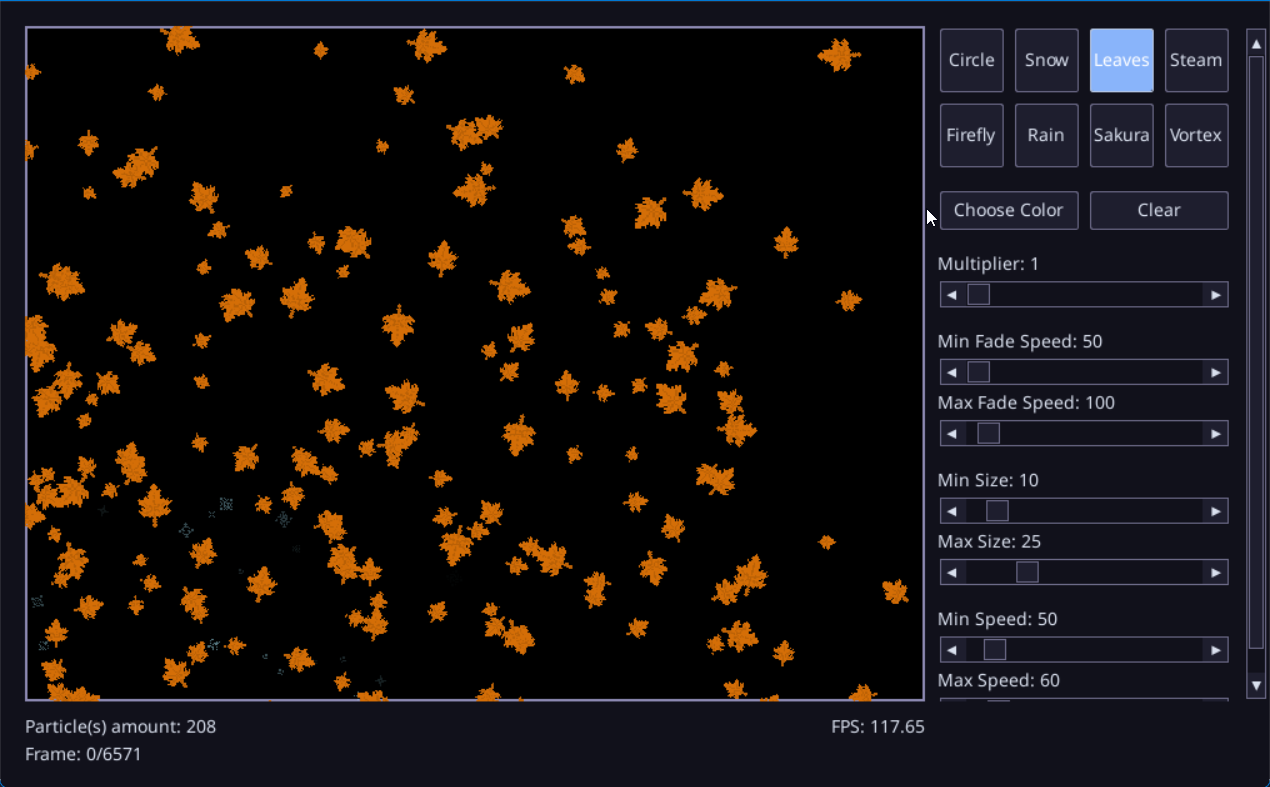 Circle Snow Leaves Steam
Firefly Rain Sakura Vortex
Choose Color Clear
Multiplier: 1
Min Fade Speed: 50
Max Fade Speed: 100
Min Size: 10
Max Size: 25
Min Speed: 50
Max Speed: 60
Particle(s) amount: 208 FPS: 117.65
Frame: 0/6571